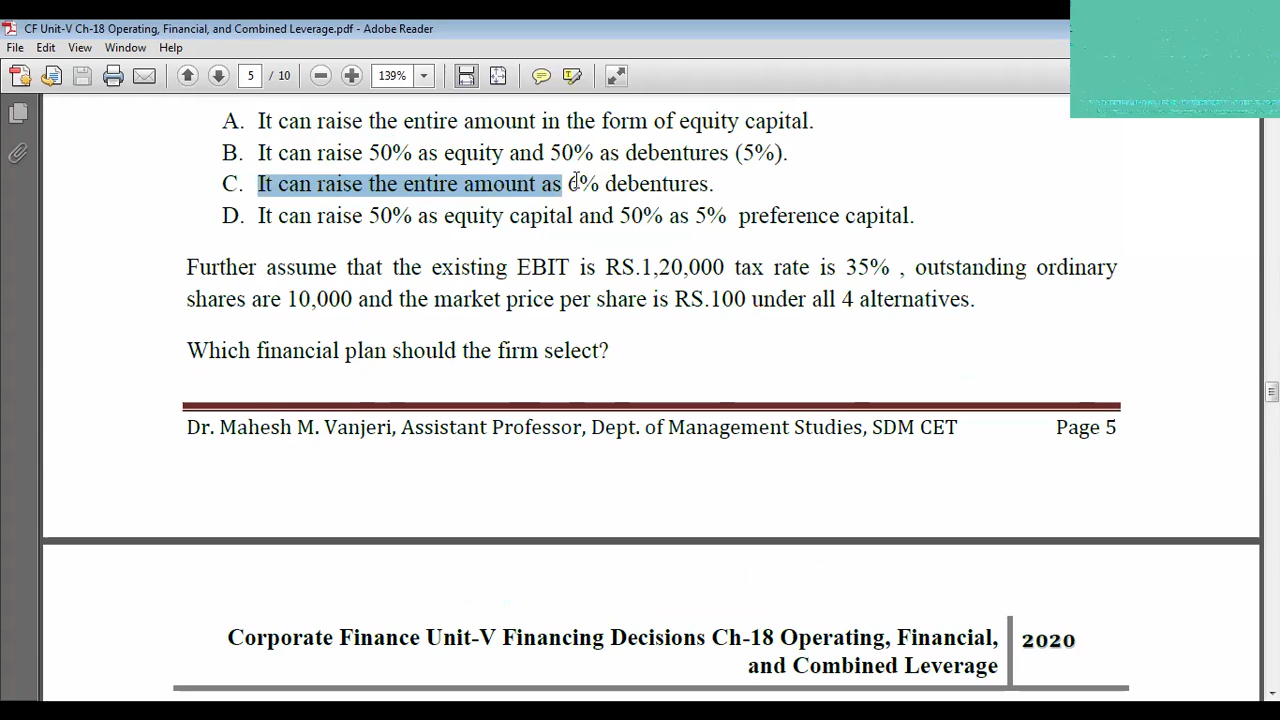 CF Unit-V Ch-18 Operating, Financial, and Combined Leverage.pdf - Adobe Reader
File Edit View Window Help
5 / 10 139%
A. It can raise the entire amount in the form of equity capital.
B. It can raise 50% as equity and 50% as debentures (5%).
C. It can raise the entire amount as 6% debentures.
D. It can raise 50% as equity capital and 50% as 5% preference capital.
Further assume that the existing EBIT is RS.1,20,000 tax rate is 35% , outstanding ordinary
shares are 10,000 and the market price per share is RS.100 under all 4 alternatives.
Which financial plan should the firm select?
Dr. Mahesh M. Vanjeri, Assistant Professor, Dept. of Management Studies, SDM CET Page 5
Corporate Finance Unit-V Financing Decisions Ch-18 Operating, Financial,
and Combined Leverage
2020